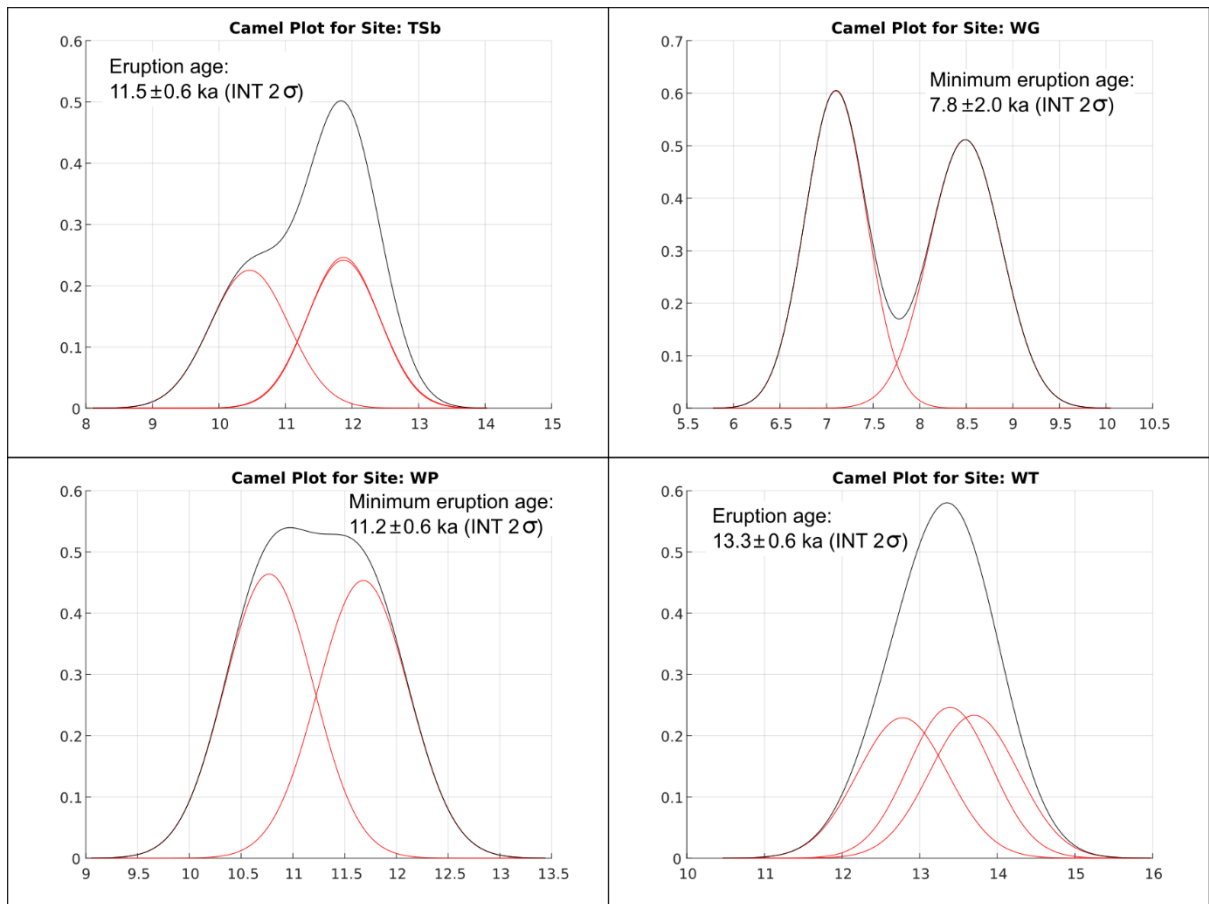 Camel Plot for Site: TSb
Eruption age:
11.5±0.6 ka (INT 2σ)
0.6
0.5
0.4
0.3
0.2
0.1
0
8 9 10 11 12 13 14 15
Camel Plot for Site: WG
Minimum eruption age:
7.8±2.0 ka (INT 2σ)
0.7
0.6
0.5
0.4
0.3
0.2
0.1
0
5.5 6 6.5 7 7.5 8 8.5 9 9.5 10 10.5
Camel Plot for Site: WP
Minimum eruption age:
11.2±0.6 ka (INT 2σ)
0.6
0.5
0.4
0.3
0.2
0.1
0
9 9.5 10 10.5 11 11.5 12 12.5 13 13.5
Camel Plot for Site: WT
Eruption age:
13.3±0.6 ka (INT 2σ)
0.6
0.5
0.4
0.3
0.2
0.1
0
10 11 12 13 14 15 16